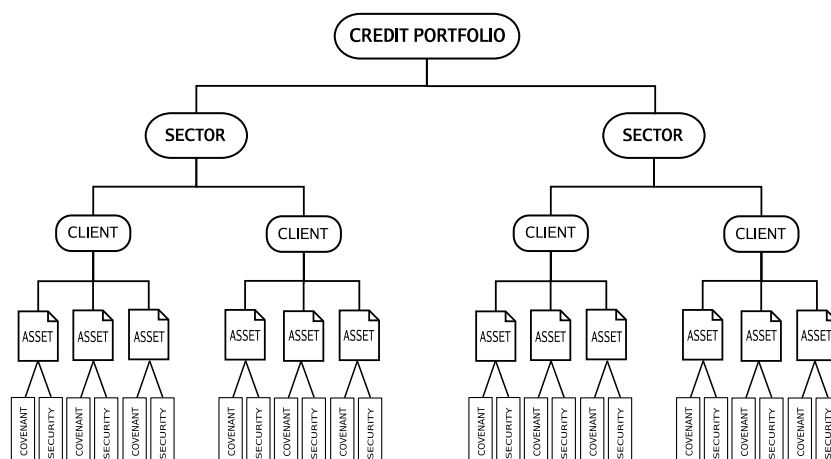 CREDIT PORTFOLIO
SECTOR SECTOR
CLIENT CLIENT CLIENT CLIENT
ASSET ASSET ASSET ASSET ASSET ASSET ASSET ASSET ASSET ASSET ASSET ASSET
COVENANT SECURITY COVENANT SECURITY COVENANT SECURITY COVENANT SECURITY COVENANT SECURITY COVENANT SECURITY COVENANT SECURITY COVENANT SECURITY COVENANT SECURITY COVENANT SECURITY COVENANT SECURITY COVENANT SECURITY